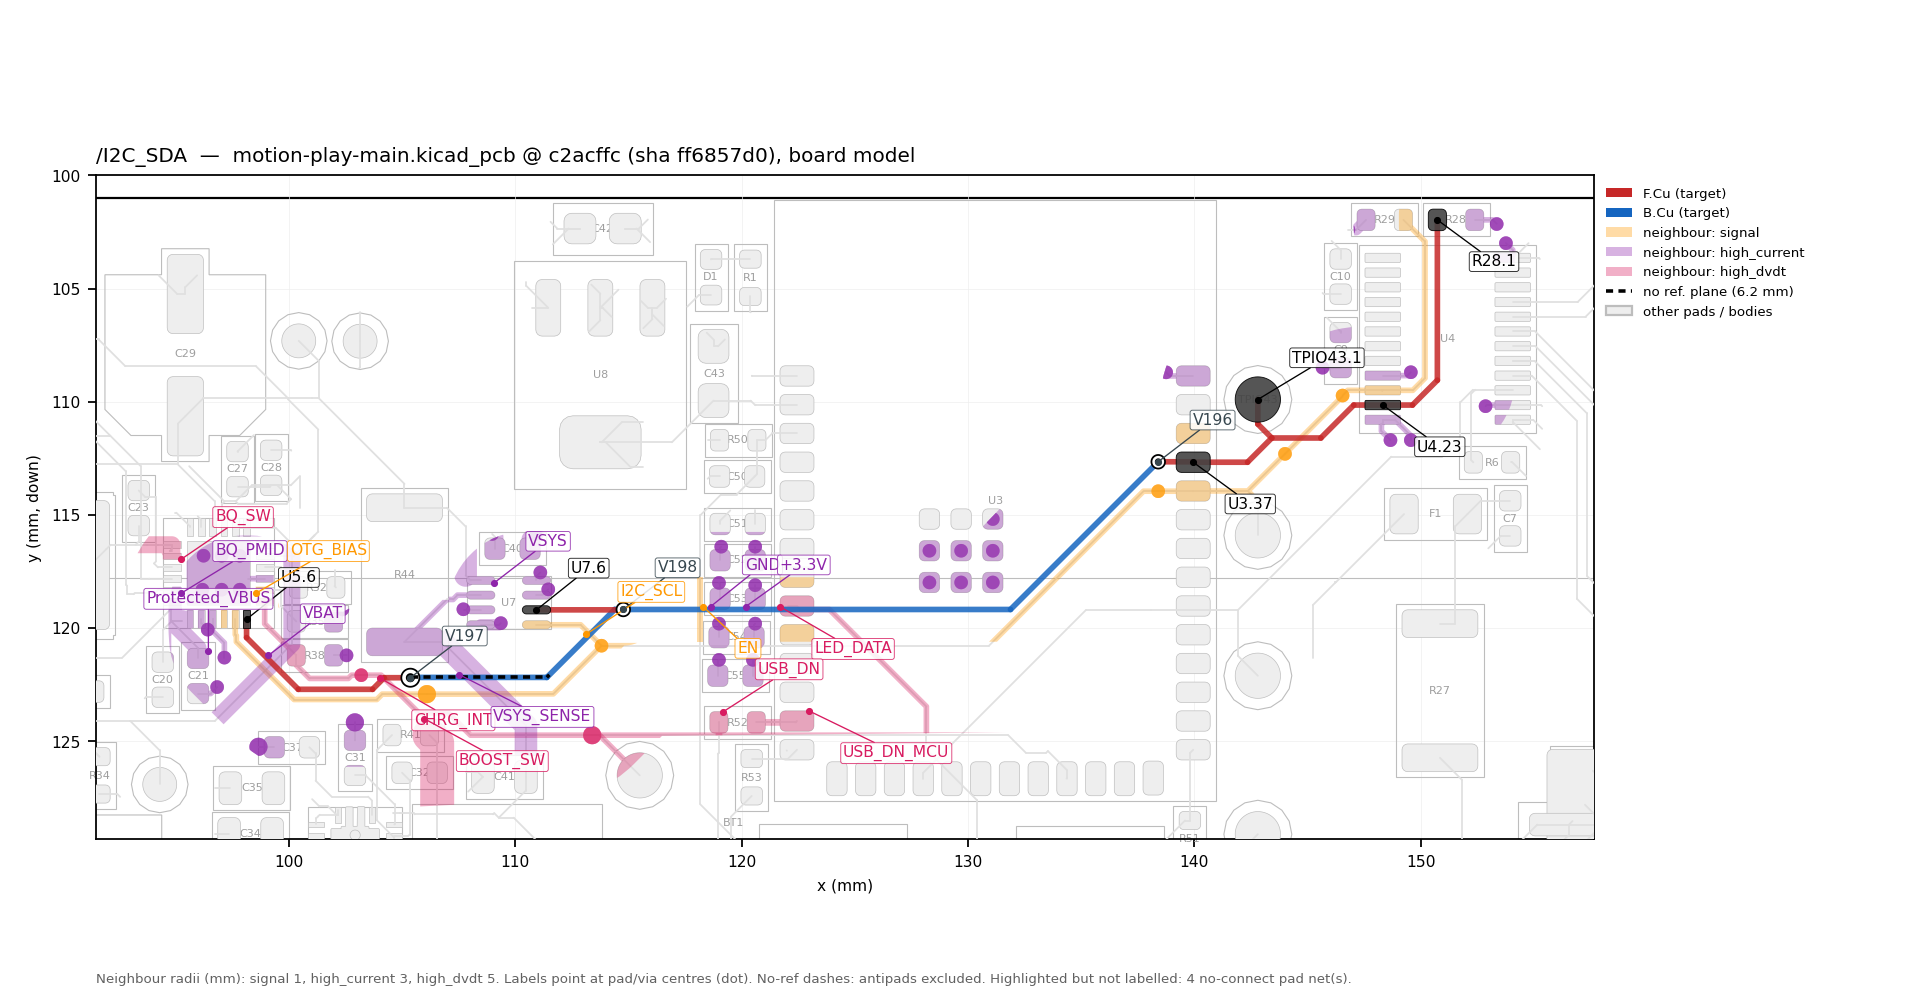 /I2C_SDA — motion-play-main.kicad_pcb @ c2acffc (sha ff6857d0), board model
100
105
110
115
120
125
y (mm, down)
100
110
120
130
140
150
x (mm)
F.Cu (target)
B.Cu (target)
neighbour: signal
neighbour: high_current
neighbour: high_dvdt
no ref. plane (6.2 mm)
other pads / bodies
C42
D1
R1
C29
U8
C43
R50
C27
C28
C23
R44
U7
U3
R29
R28
C10
U4
R28.1
TPIO43.1
V196
U4.23
U3.37
R6
F1
C7
R27
BQ_SW
BQ_PMID
OTG_BIAS
U5.6
Protected_VBUS
VBAT
VSYS
U7.6
V198
I2C_SCL
GND
+3.3V
V197
EN
LED_DATA
USB_DN
USB_DN_MCU
CHRG_INT
VSYS_SENSE
BOOST_SW
R38
C20
C21
C37
C31
R41
C41
R52
R53
R34
C35
C34
BT1
R51
Neighbour radii (mm): signal 1, high_current 3, high_dvdt 5. Labels point at pad/via centres (dot). No-ref dashes: antipads excluded. Highlighted but not labelled: 4 no-connect pad net(s).